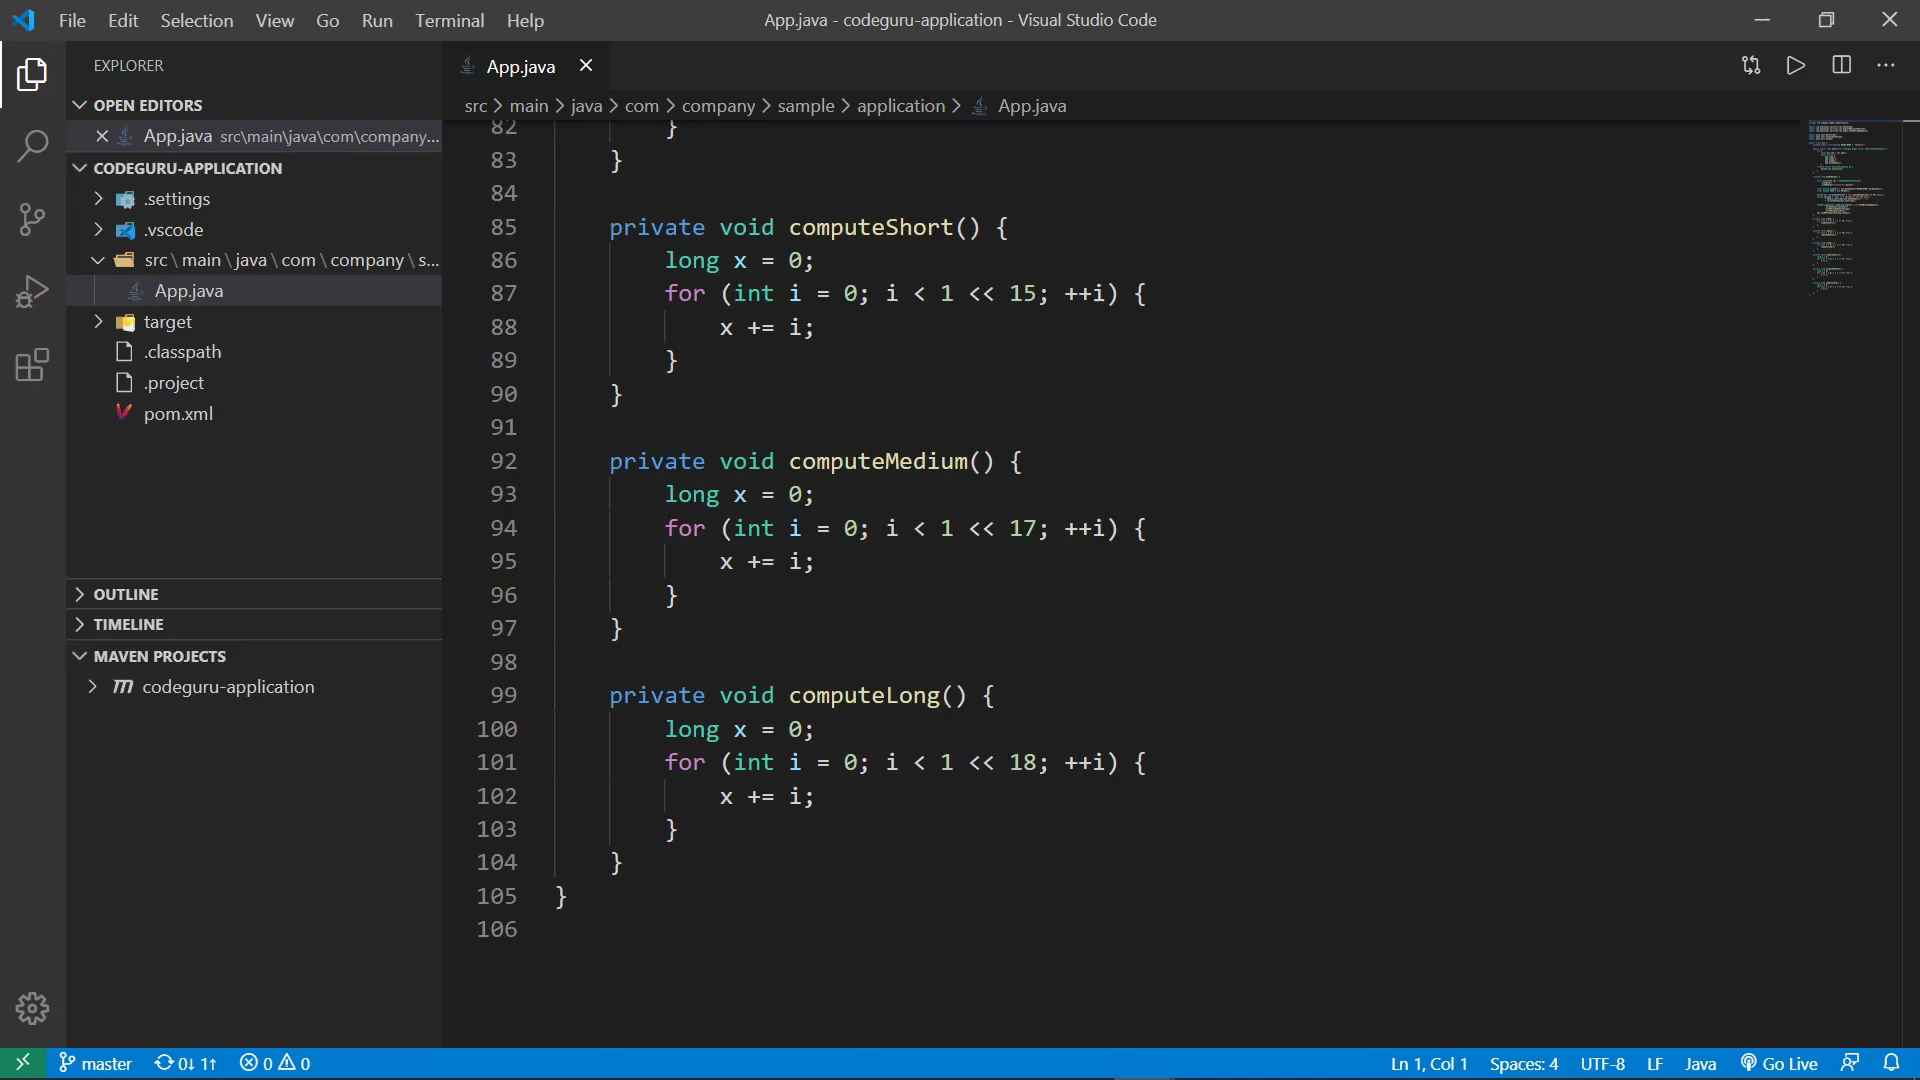 File Edit Selection View Go Run Terminal Help
App.java - codeguru-application - Visual Studio Code
EXPLORER
OPEN EDITORS
App.java src\main\java\com\company...
CODEGURU-APPLICATION
.settings
.vscode
src\main\java\com\company\s...
App.java
target
.classpath
.project
pom.xml
OUTLINE
TIMELINE
MAVEN PROJECTS
codeguru-application
App.java
src > main > java > com > company > sample > application > App.java
82 }
83 }
84
85 private void computeShort() {
86 long x = 0;
87 for (int i = 0; i < 1 << 15; ++i) {
88 x += i;
89 }
90 }
91
92 private void computeMedium() {
93 long x = 0;
94 for (int i = 0; i < 1 << 17; ++i) {
95 x += i;
96 }
97 }
98
99 private void computeLong() {
100 long x = 0;
101 for (int i = 0; i < 1 << 18; ++i) {
102 x += i;
103 }
104 }
105 }
106
master 0↓ 1↑ 0 0 Ln 1, Col 1 Spaces: 4 UTF-8 LF Java Go Live